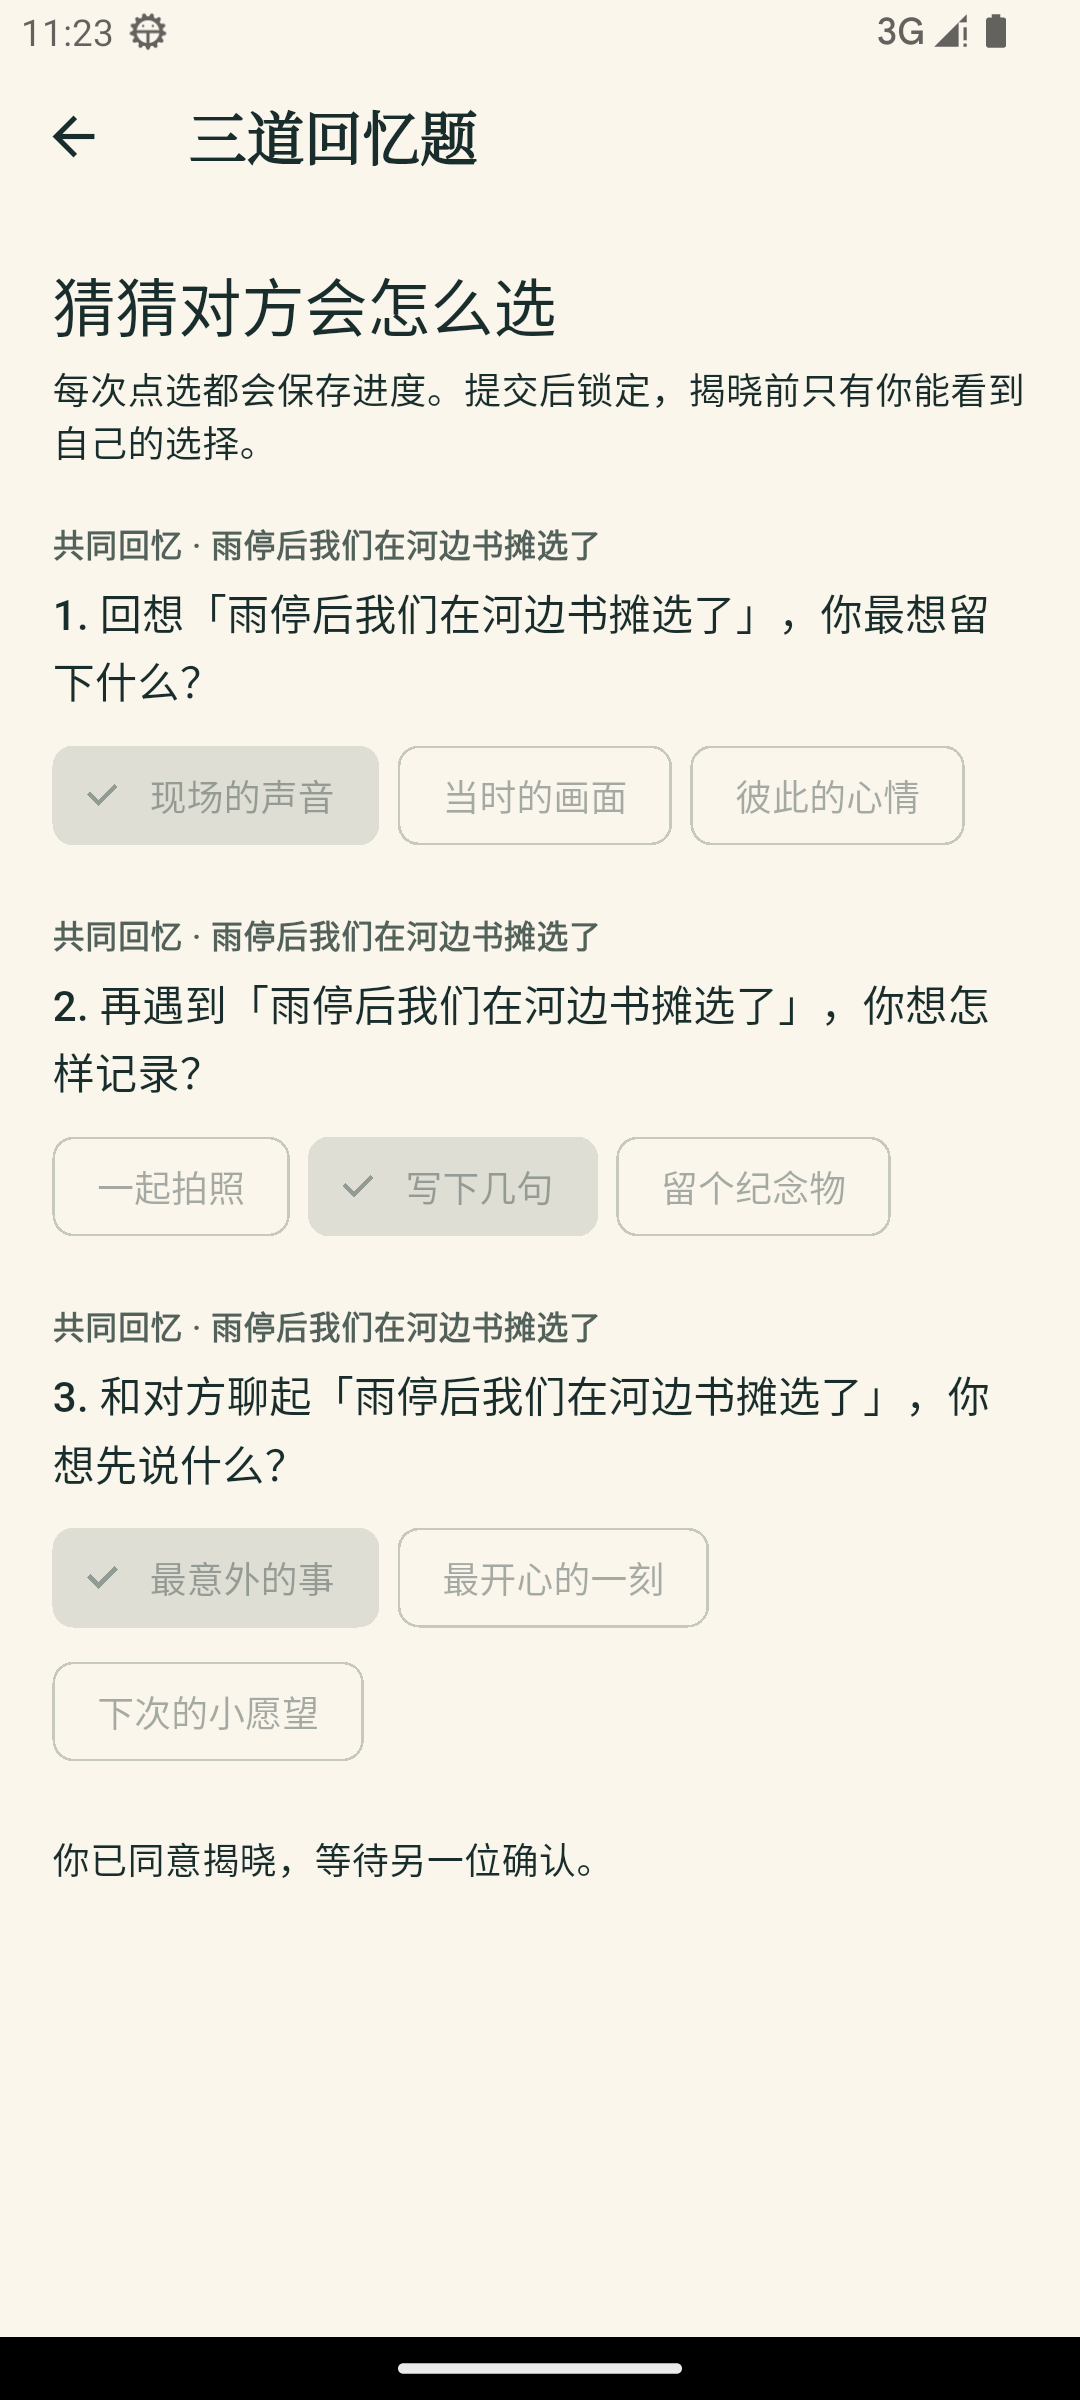 11:23
3G
三道回忆题
猜猜对方会怎么选
每次点选都会保存进度。提交后锁定，揭晓前只有你能看到
自己的选择。
共同回忆 · 雨停后我们在河边书摊选了
1. 回想「雨停后我们在河边书摊选了」，你最想留
下什么？
现场的声音
当时的画面
彼此的心情
共同回忆 · 雨停后我们在河边书摊选了
2. 再遇到「雨停后我们在河边书摊选了」，你想怎
样记录？
一起拍照
写下几句
留个纪念物
共同回忆 · 雨停后我们在河边书摊选了
3. 和对方聊起「雨停后我们在河边书摊选了」，你
想先说什么？
最意外的事
最开心的一刻
下次的小愿望
你已同意揭晓，等待另一位确认。